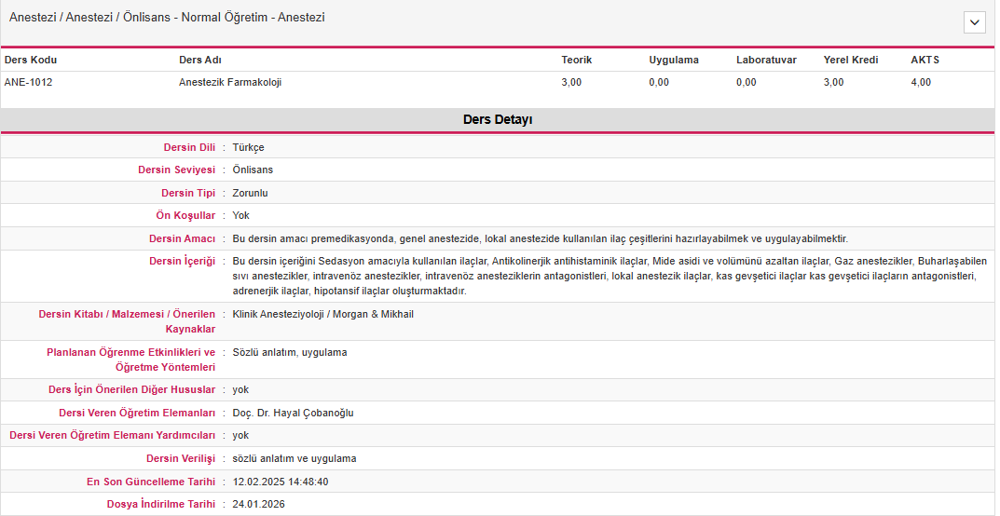 Anestezi / Anestezi / Önlisans - Normal Öğretim - Anestezi
Ders Kodu Ders Adı Teorik Uygulama Laboratuvar Yerel Kredi AKTS
ANE-1012 Anestezik Farmakoloji 3,00 0,00 0,00 3,00 4,00
Ders Detayı
Dersin Dili : Türkçe
Dersin Seviyesi : Önlisans
Dersin Tipi : Zorunlu
Ön Koşullar : Yok
Dersin Amacı : Bu dersin amacı premedikasyonda, genel anestezide, lokal anestezide kullanılan ilaç çeşitlerini hazırlayabilmek ve uygulayabilmektir.
Dersin İçeriği : Bu dersin içeriğini Sedasyon amacıyla kullanılan ilaçlar, Antikolinerjik antihistaminik ilaçlar, Mide asidi ve volümünü azaltan ilaçlar, Gaz anestezikler, Buharlaşabilen
sıvı anestezikler, intravenöz anestezikler, intravenöz anesteziklerin antagonistleri, lokal anestezik ilaçlar, kas gevşetici ilaçlar kas gevşetici ilaçların antagonistleri,
adrenerjik ilaçlar, hipotansif ilaçlar oluşturmaktadır.
Dersin Kitabı / Malzemesi / Önerilen : Klinik Anesteziyoloji / Morgan & Mikhail
Kaynaklar
Planlanan Öğrenme Etkinlikleri ve : Sözlü anlatım, uygulama
Öğretme Yöntemleri
Ders İçin Önerilen Diğer Hususlar : yok
Dersi Veren Öğretim Elemanları : Doç. Dr. Hayal Çobanoğlu
Dersi Veren Öğretim Elemanı Yardımcıları : yok
Dersin Verilişi : sözlü anlatım ve uygulama
En Son Güncelleme Tarihi : 12.02.2025 14:48:40
Dosya İndirilme Tarihi : 24.01.2026